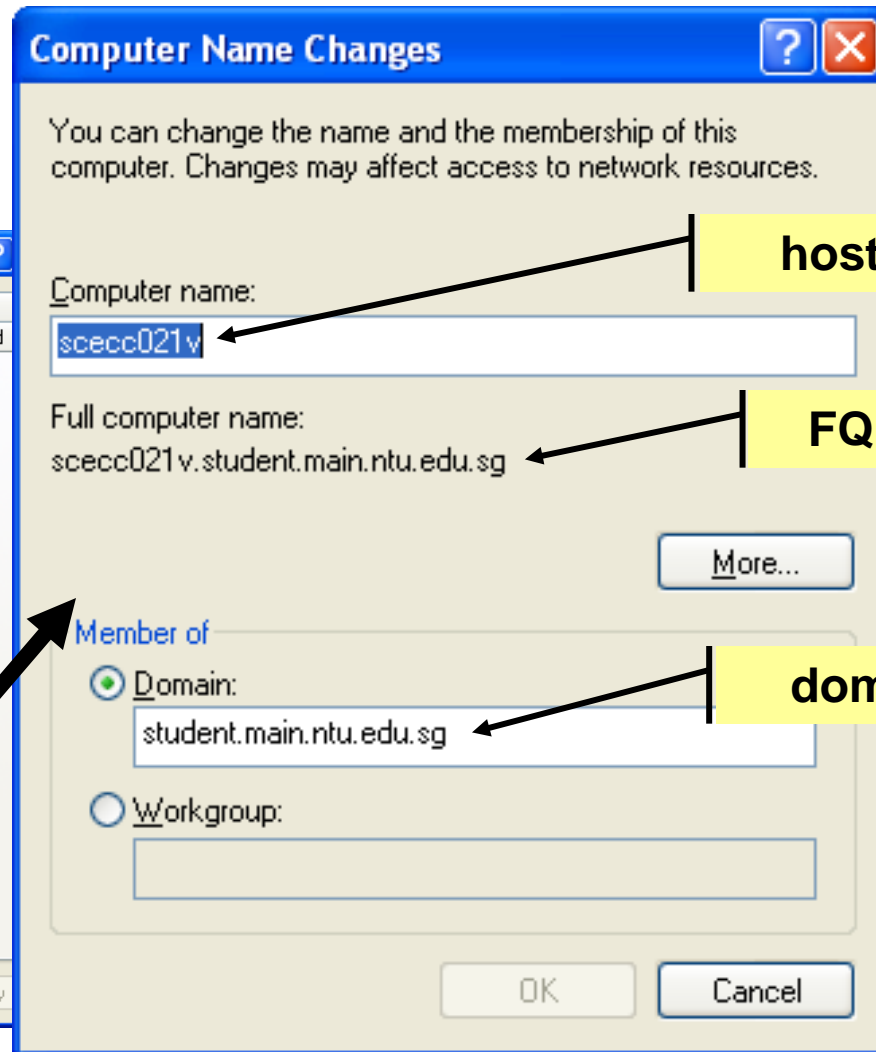 Computer Name Changes
You can change the name and the membership of this
computer. Changes may affect access to network resources.
host
Computer name:
scecc021v
Full computer name:
FQ
scecc021v.student.main.ntu.edu.sg
More...
Member of
Domain:
dom
student.main.ntu.edu.sg
Workgroup:
OK
Cancel